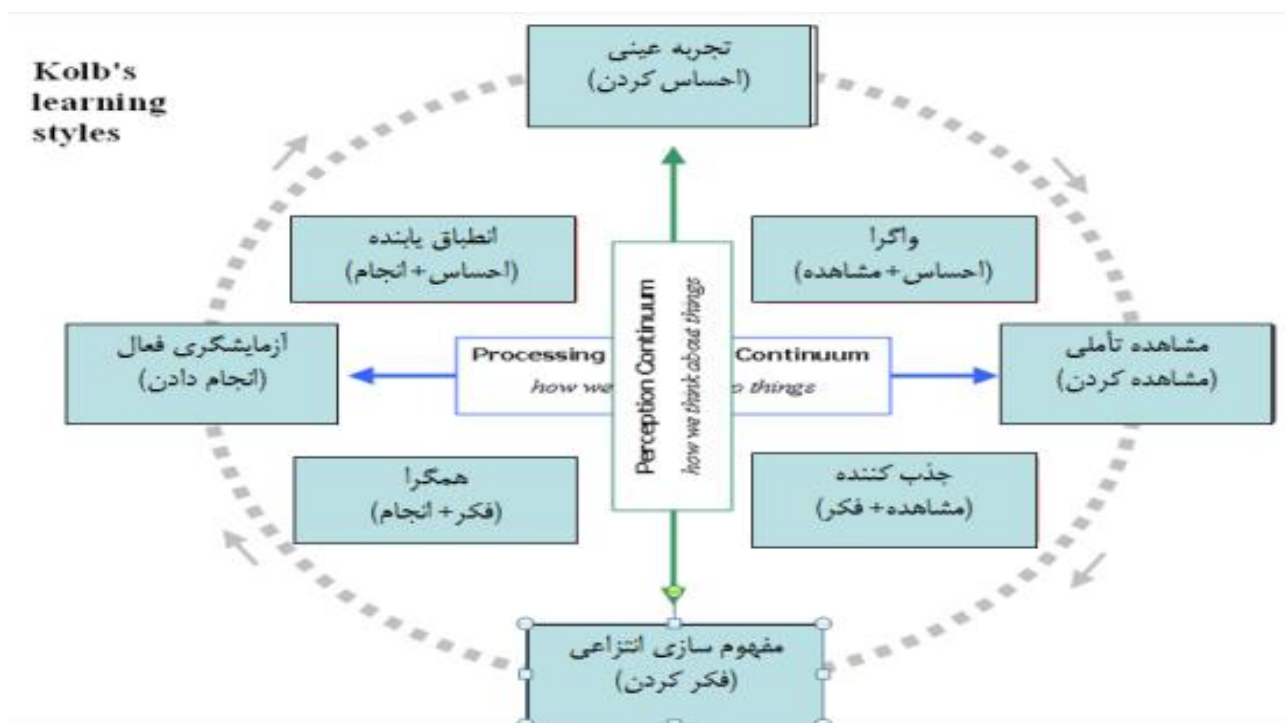 Kolb's
learning
styles
تجربه عینی
(احساس کردن)
انطباق یابنده
(احساس+ انجام)
واگرا
(احساس+ مشاهده)
آزمایشگری فعال
(انجام دادن)
Processing
how we
Perception Continuum
how we think about things
Continuum
things
مشاهده تأملی
(مشاهده کردن)
همگرا
(فکر+ انجام)
جذب کننده
(مشاهده+ فکر)
مفهوم سازی انتزاعی
(فکر کردن)